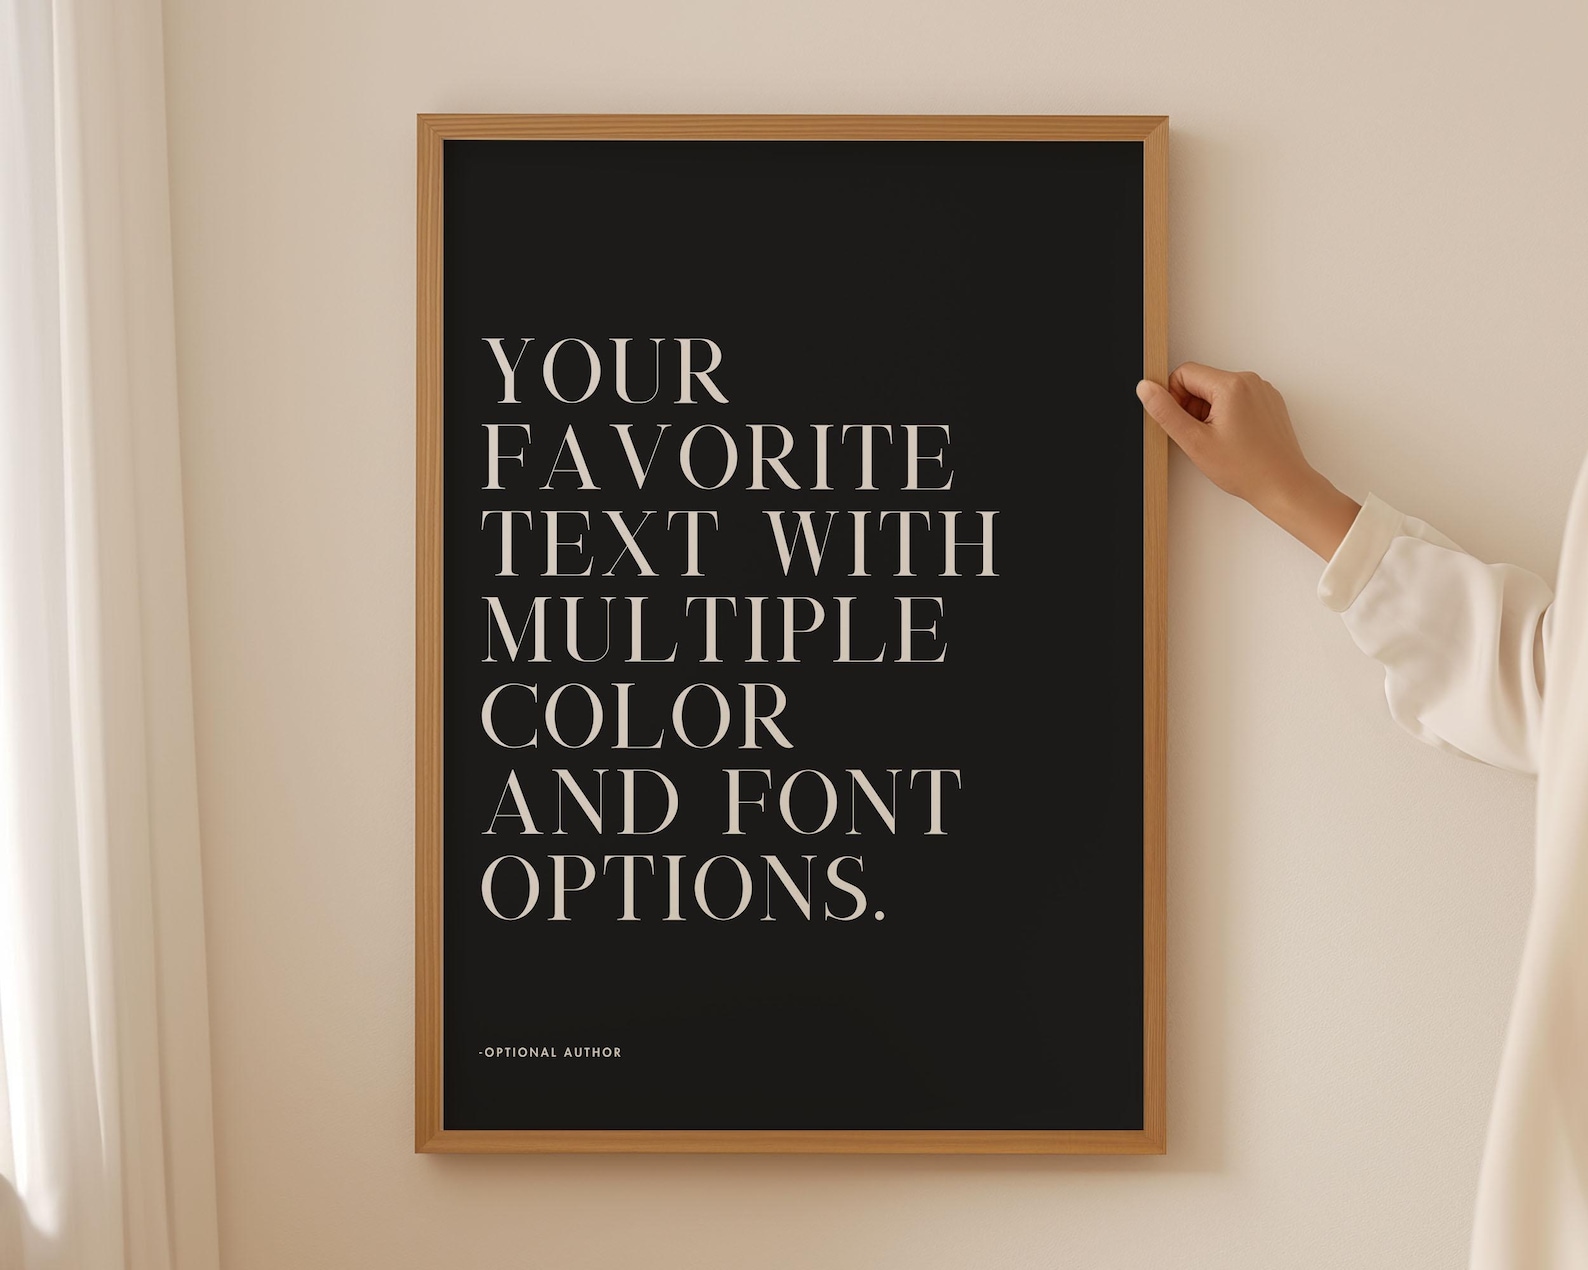 YOUR
FAVORITE
TEXT WITH
MULTIPLE
COLOR
AND FONT
OPTIONS.
-OPTIONAL AUTHOR